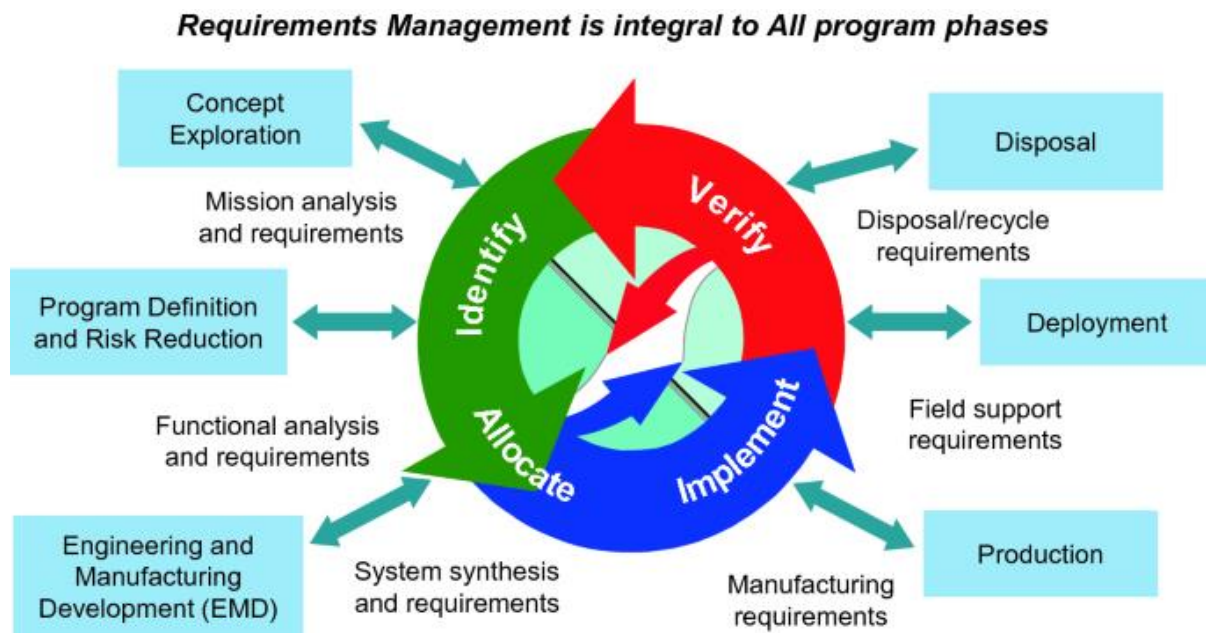 Requirements Management is integral to All program phases
Concept
Exploration
Mission analysis
and requirements
Program Definition
and Risk Reduction
Functional analysis
and requirements
Engineering and
Manufacturing
Development (EMD)
System synthesis
and requirements
Identify
Allocate
Implement
Verify
Disposal
Disposal/recycle
requirements
Deployment
Field support
requirements
Production
Manufacturing
requirements